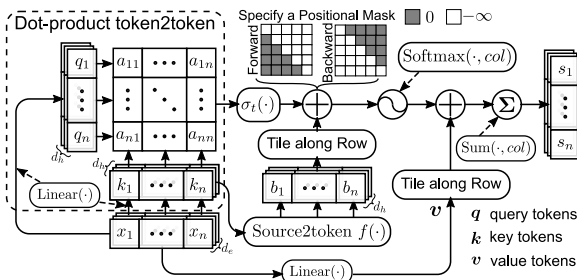 Dot-product token2token
Specify a Positional Mask
0
−∞
Forward
Backward
Softmax(·, col)
q₁ a₁₁ ··· a₁ₙ
qₙ aₙ₁ ··· aₙₙ
dₕ
dₕ
σₜ(·)
Σ
s₁
sₙ
Tile along Row
Sum(·, col)
Linear(·)
k₁ ··· kₙ
b₁ ··· bₙ
dₕ
Tile along Row
x₁ ··· xₙ
dₑ
Source2token f(·)
v
Linear(·)
q query tokens
k key tokens
v value tokens